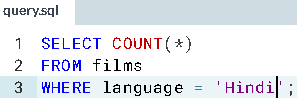 query.sql
1 SELECT COUNT(*)
2 FROM films
3 WHERE language = 'Hindi';